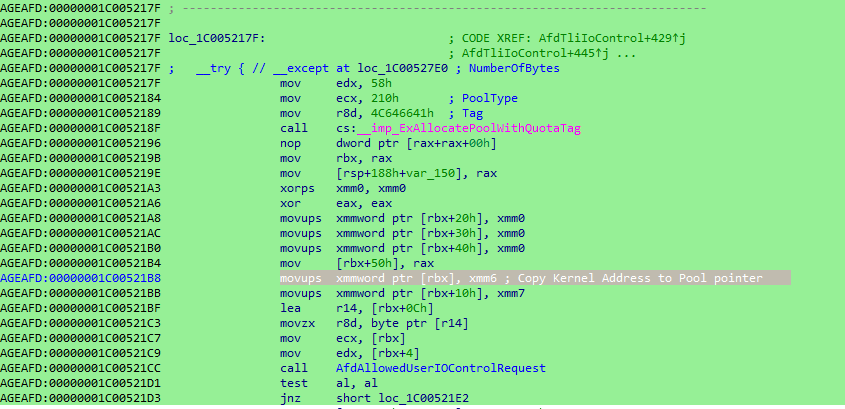 AGEAFD:00000001C005217F ; ---------------------------------------------------------------------------
AGEAFD:00000001C005217F
AGEAFD:00000001C005217F loc_1C005217F: ; CODE XREF: AfdTliIoControl+429↑j
AGEAFD:00000001C005217F ; AfdTliIoControl+445↑j ...
AGEAFD:00000001C005217F ; __try { // __except at loc_1C00527E0 ; NumberOfBytes
AGEAFD:00000001C005217F mov edx, 58h
AGEAFD:00000001C0052184 mov ecx, 210h ; PoolType
AGEAFD:00000001C0052189 mov r8d, 4C646641h ; Tag
AGEAFD:00000001C005218F call cs:__imp_ExAllocatePoolWithQuotaTag
AGEAFD:00000001C0052196 nop dword ptr [rax+rax+00h]
AGEAFD:00000001C005219B mov rbx, rax
AGEAFD:00000001C005219E mov [rsp+188h+var_150], rax
AGEAFD:00000001C00521A3 xorps xmm0, xmm0
AGEAFD:00000001C00521A6 xor eax, eax
AGEAFD:00000001C00521A8 movups xmmword ptr [rbx+20h], xmm0
AGEAFD:00000001C00521AC movups xmmword ptr [rbx+30h], xmm0
AGEAFD:00000001C00521B0 movups xmmword ptr [rbx+40h], xmm0
AGEAFD:00000001C00521B4 mov [rbx+50h], rax
AGEAFD:00000001C00521B8 movups xmmword ptr [rbx], xmm6 ; Copy Kernel Address to Pool pointer
AGEAFD:00000001C00521BB movups xmmword ptr [rbx+10h], xmm7
AGEAFD:00000001C00521BF lea r14, [rbx+0Ch]
AGEAFD:00000001C00521C3 movzx r8d, byte ptr [r14]
AGEAFD:00000001C00521C7 mov ecx, [rbx]
AGEAFD:00000001C00521C9 mov edx, [rbx+4]
AGEAFD:00000001C00521CC call AfdAllowedUserIOControlRequest
AGEAFD:00000001C00521D1 test al, al
AGEAFD:00000001C00521D3 jnz short loc_1C00521E2